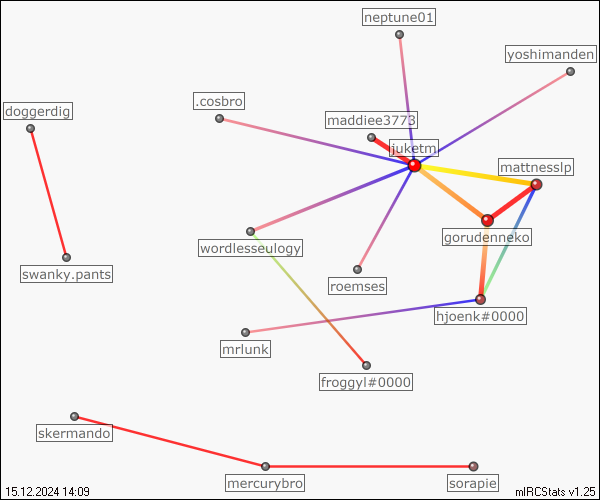 neptune01
yoshimanden
.cosbro
doggerdig
maddiee3773
juketm
mattnesslp
gorudenneko
wordlesseulogy
swanky.pants
roemses
hjoenk#0000
mrlunk
froggyl#0000
skermando
mercurybro
sorapie
15.12.2024 14:09
mIRCStats v1.25